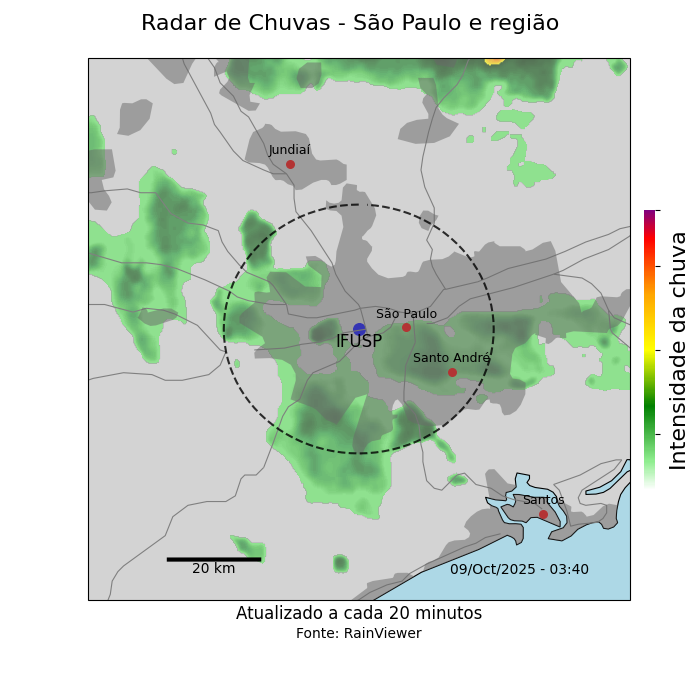 Radar de Chuvas - São Paulo e região
Jundiaí
São Paulo
IFUSP
Santo André
Santos
20 km
09/Oct/2025 - 03:40
Intensidade da chuva
Atualizado a cada 20 minutos
Fonte: RainViewer